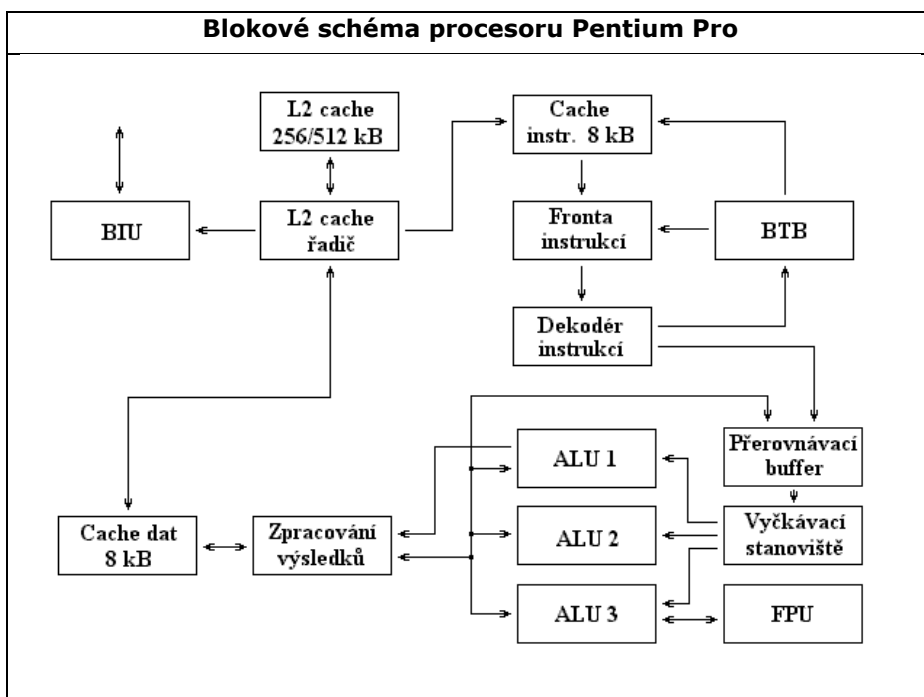 Blokové schéma procesoru Pentium Pro
L2 cache
256/512 kB
Cache
instr. 8 kB
BIU
L2 cache
řadič
Fronta
instrukcí
BTB
Dekodér
instrukcí
ALU 1
Přerovnávací
buffer
Cache dat
8 kB
Zpracování
výsledků
ALU 2
Vyčkávací
stanoviště
ALU 3
FPU